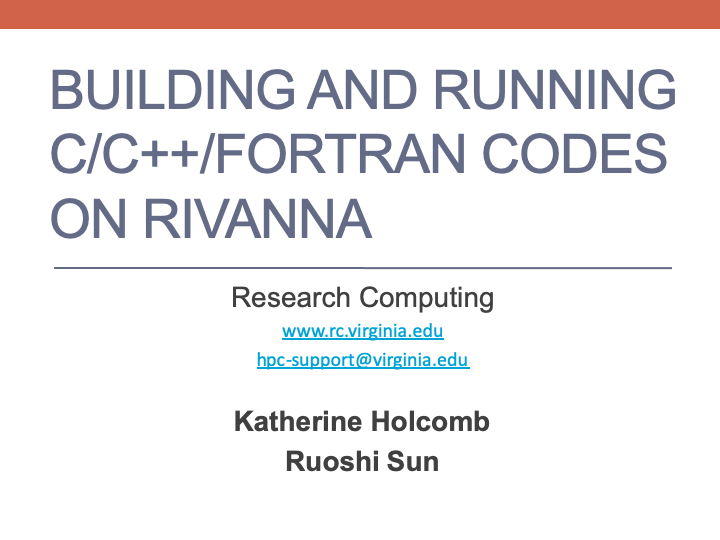 BUILDING AND RUNNING
C/C++/FORTRAN CODES
ON RIVANNA
Research Computing
www.rc.virginia.edu
hpc-support@virginia.edu
Katherine Holcomb
Ruoshi Sun